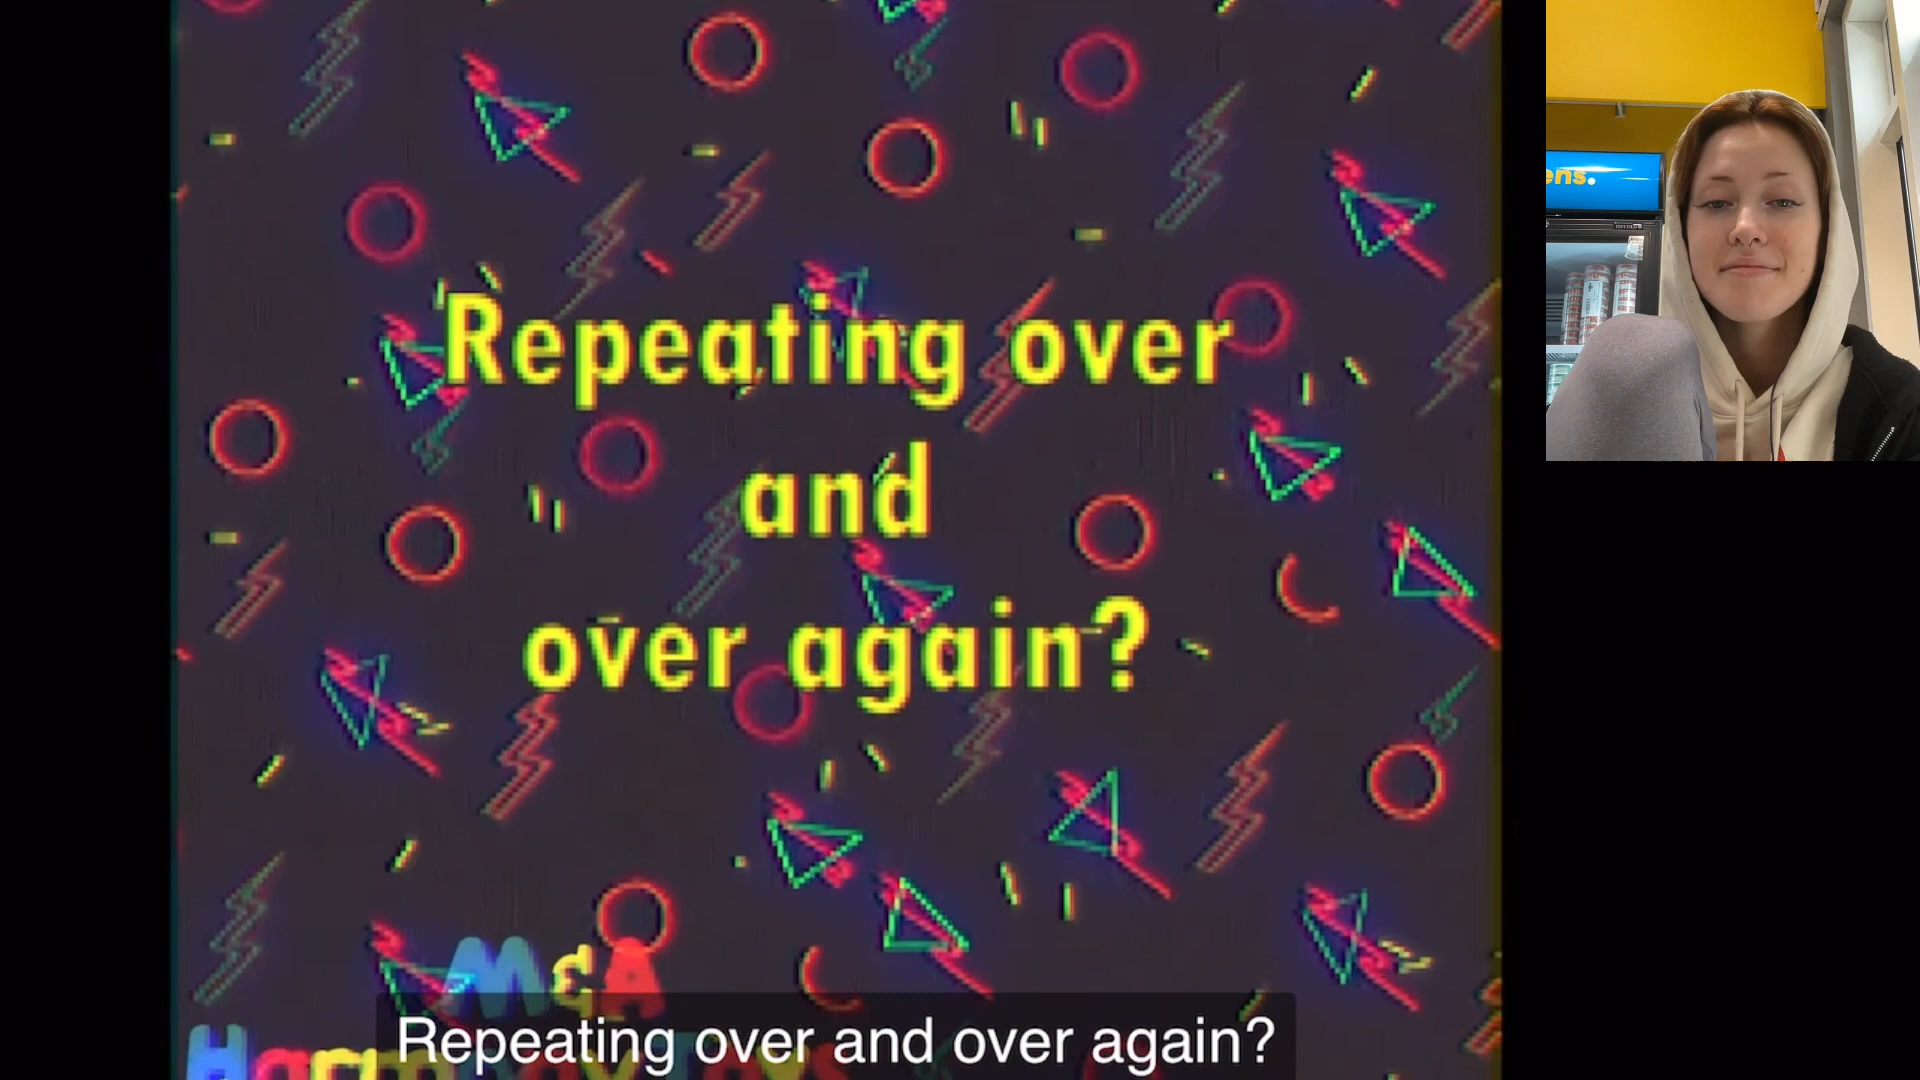 Repeating over
and
over again?
M&A
Repeating over and over again?
ens.